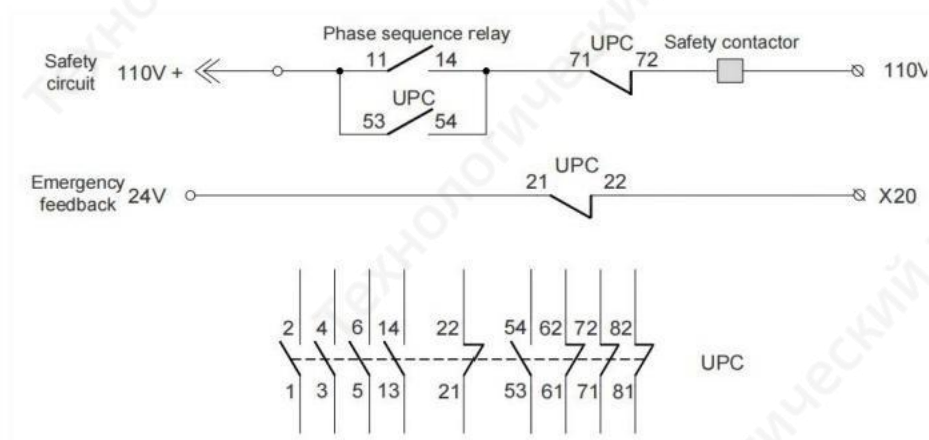 Phase sequence relay
Safety circuit 110V +
11 14
UPC
71 72
Safety contactor
110V
UPC
53 54
Emergency feedback 24V
UPC
21 22
X20
2 4 6 14 22 54 62 72 82
UPC
1 3 5 13 21 53 61 71 81
Технологический
Технологический